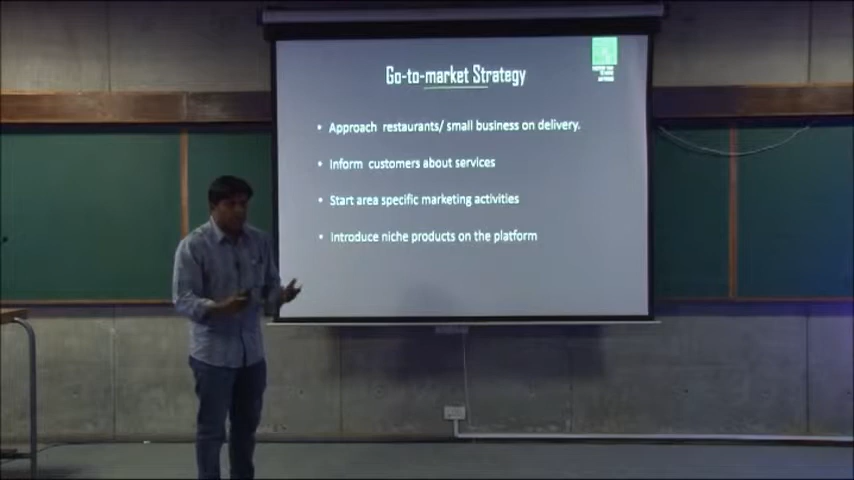 Go-to-market Strategy
• Approach restaurants/ small business on delivery.
• Inform customers about services
• Start area specific marketing activities
• Introduce niche products on the platform